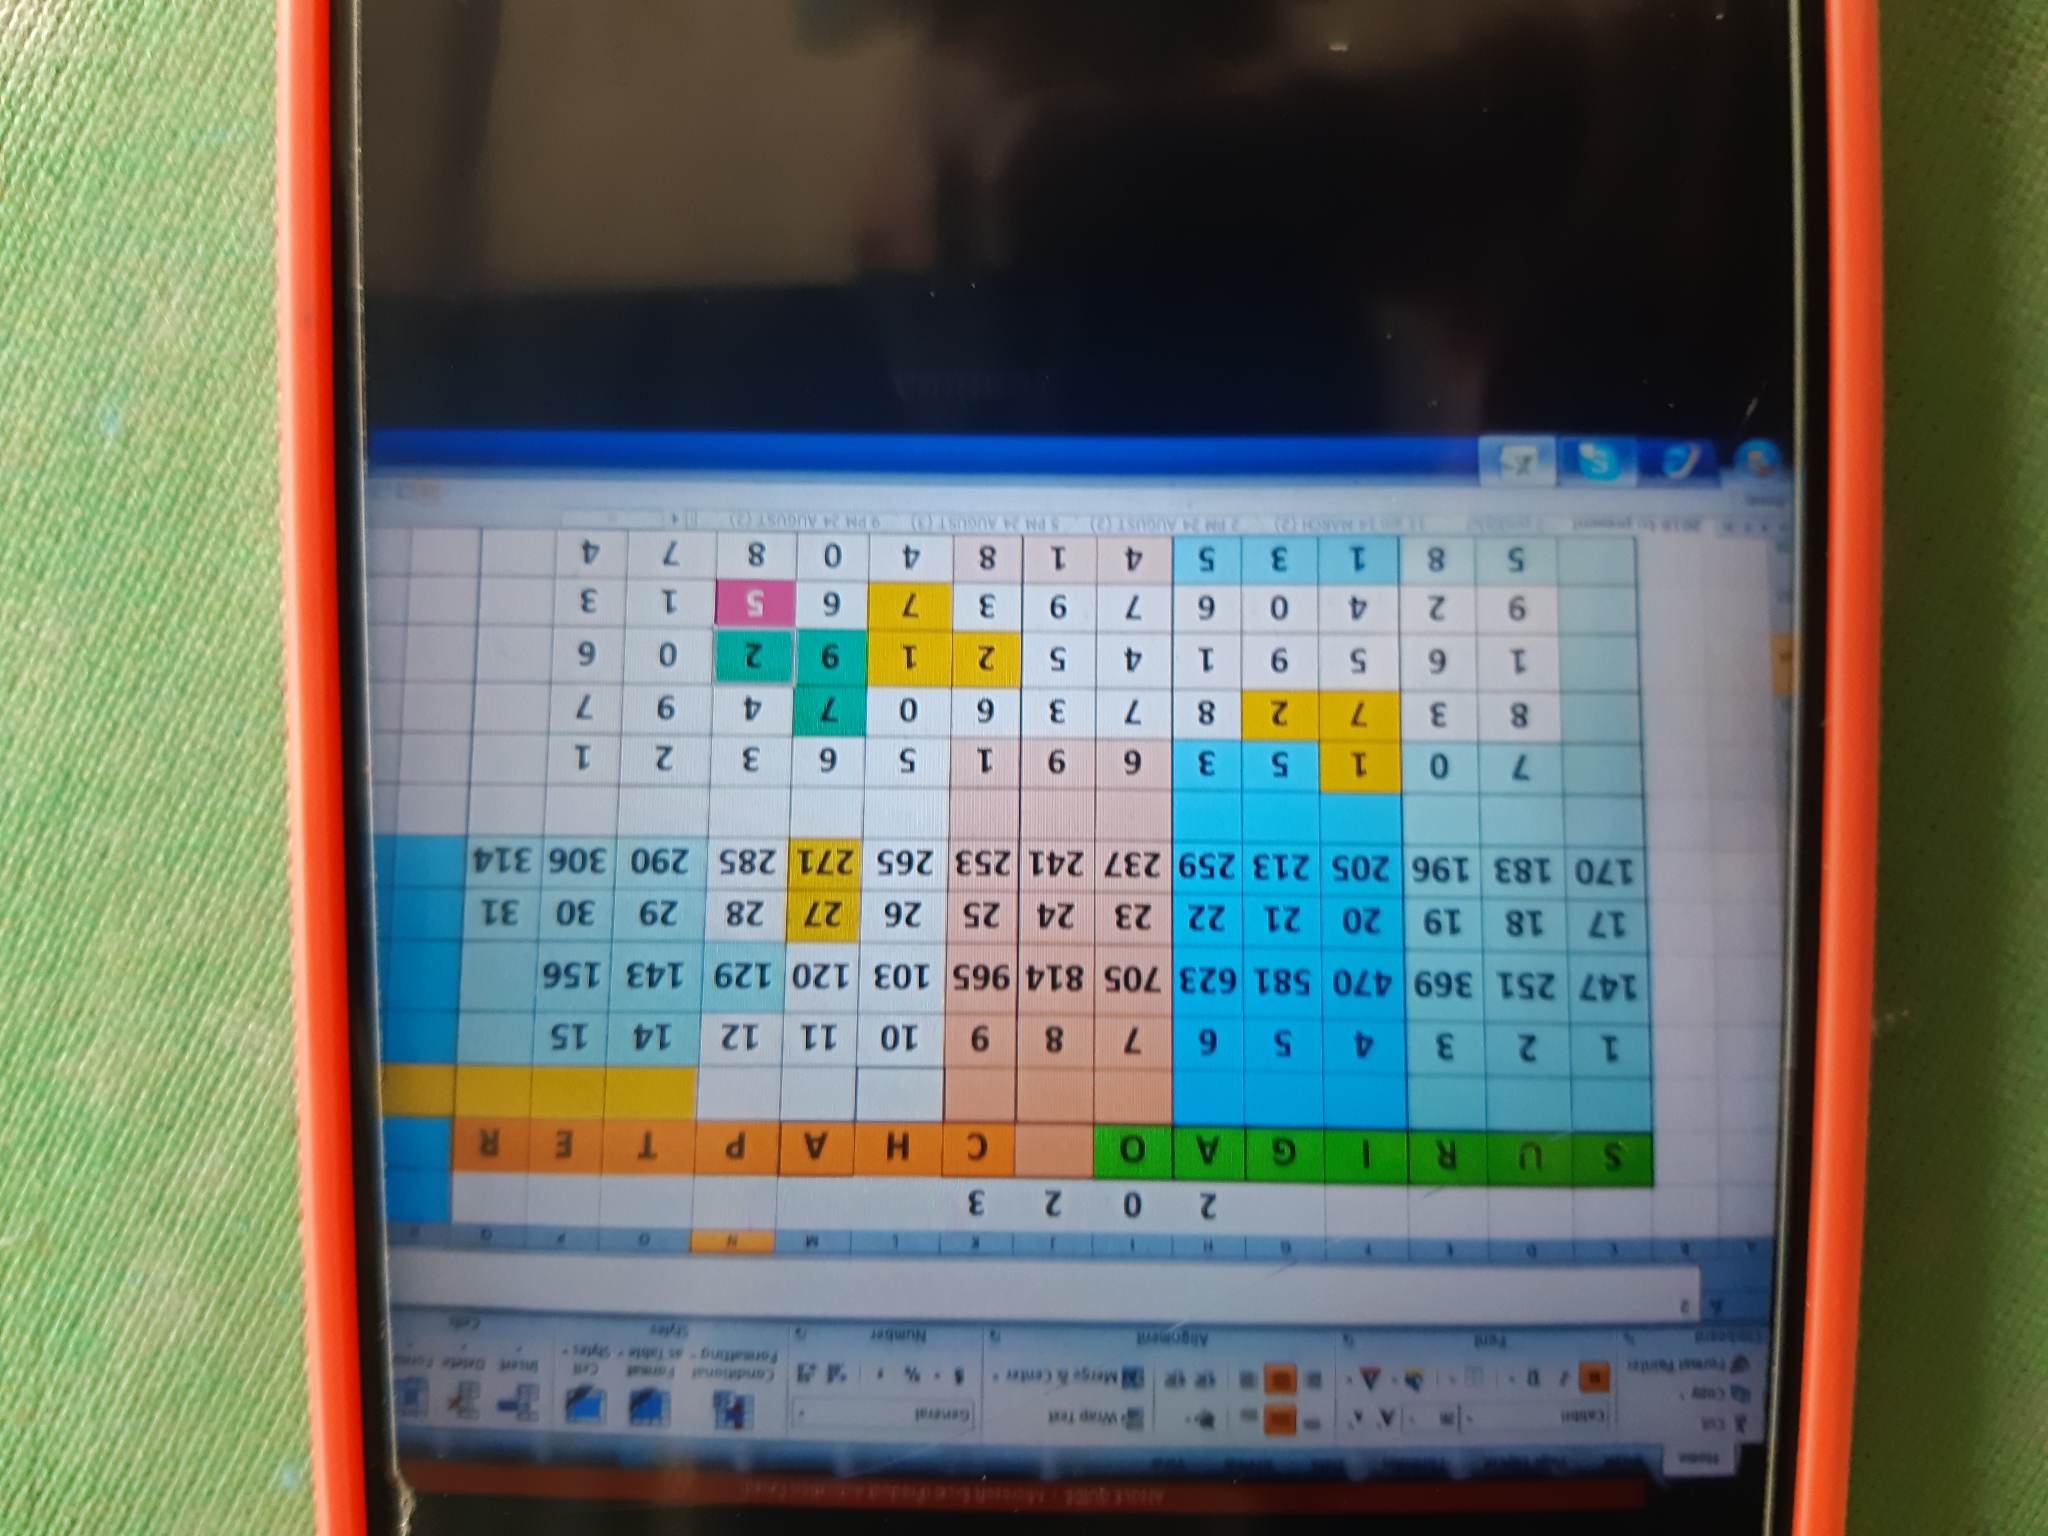 Home
Cut
Copy
Format Painter
Clipboard
Calibri
Font
Wrap Text
Merge & Center
Alignment
General
Number
Conditional Formatting
Format as Table
Cell Styles
Styles
Insert Delete
Cells
2
C D E F G H I J K L M N O P Q
2 0 2 3
S U R I G A O C H A P T E R
1 2 3 4 5 6 7 8 9 10 11 12 14 15
147 251 369 470 581 623 705 814 965 103 120 129 143 156
17 18 19 20 21 22 23 24 25 26 27 28 29 30 31
170 183 196 205 213 259 237 241 253 265 271 285 290 306 314
7 0 1 5 3 6 9 1 5 6 3 2 1
8 3 7 2 8 7 3 6 0 7 4 9 7
1 6 5 9 1 4 5 2 1 9 2 0 6
9 2 4 0 6 7 9 3 7 6 5 1 3
5 8 1 3 5 4 1 8 4 0 8 7 4
2018 to present 11 am 14 MARCH (2) 2 PM 24 AUGUST (2) 5 PM 24 AUGUST (3) 9 PM 24 AUGUST (2)